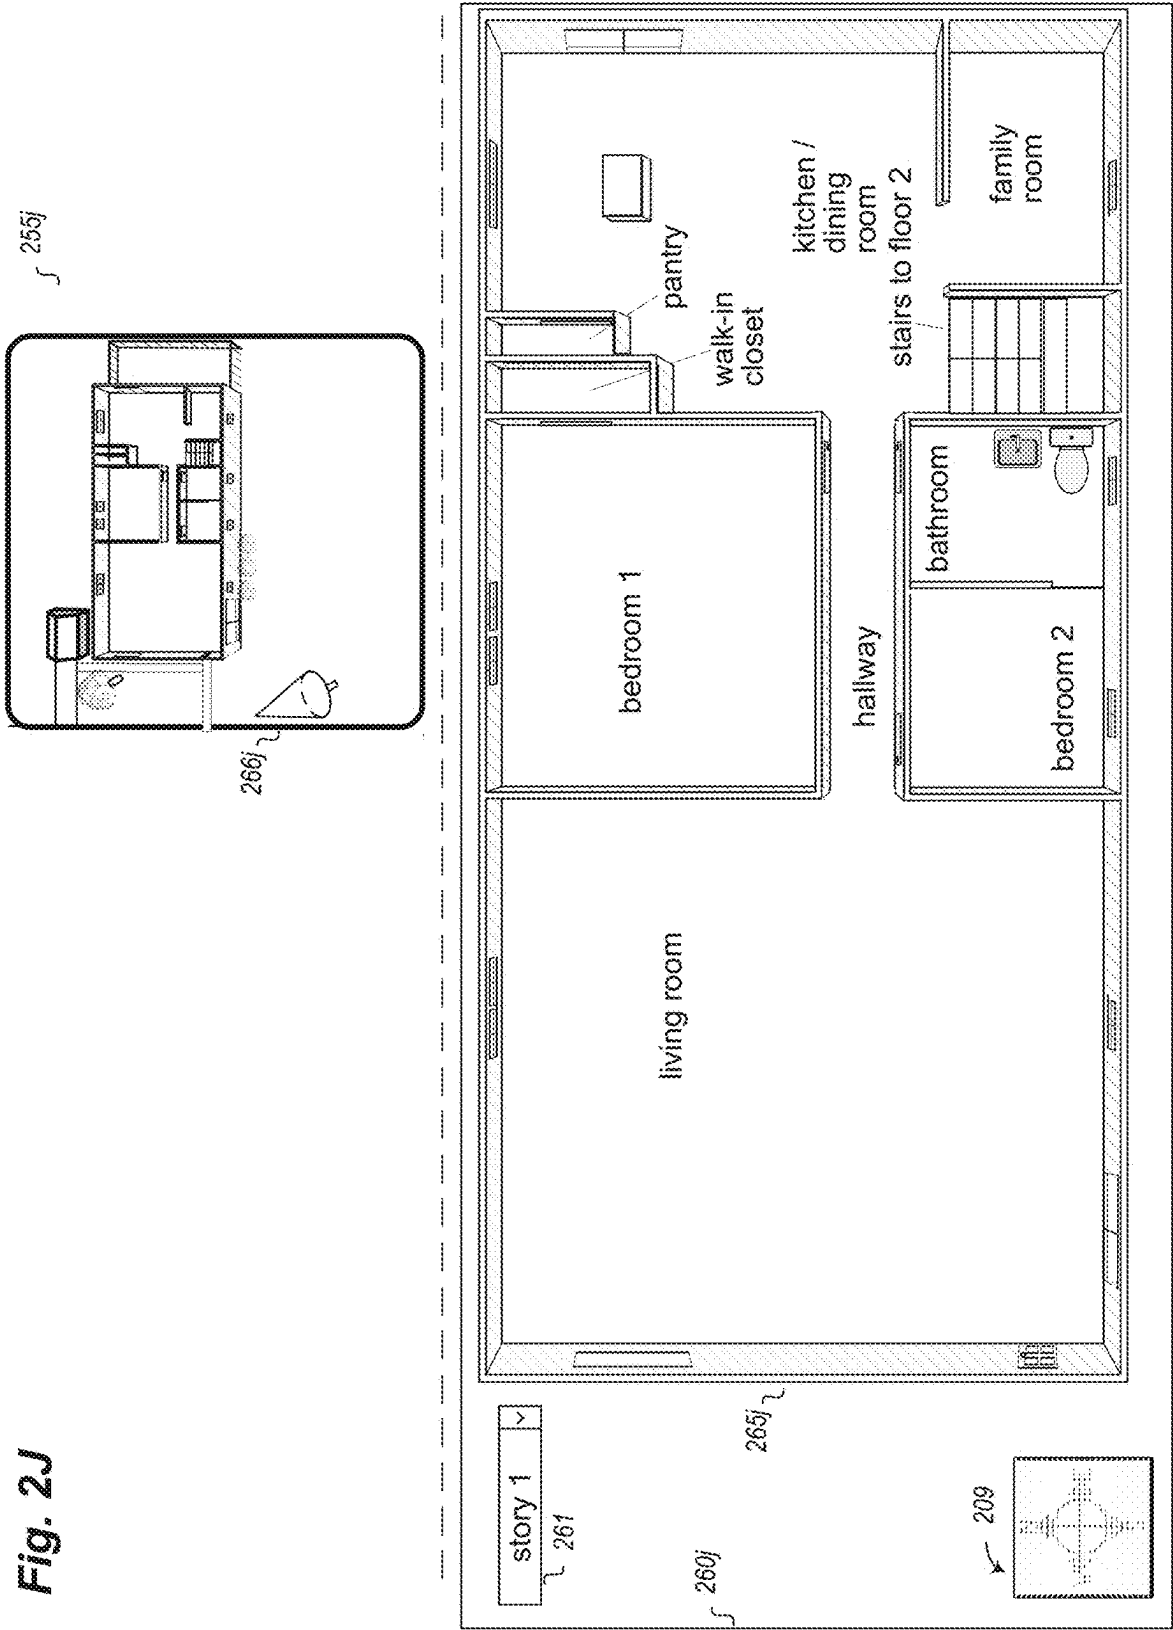 Fig. 2J
255j
266j
story 1
261
260j
209
265j
living room
bedroom 1
hallway
bedroom 2
bathroom
walk-in
closet
pantry
kitchen /
dining
room
stairs to floor 2
family
room